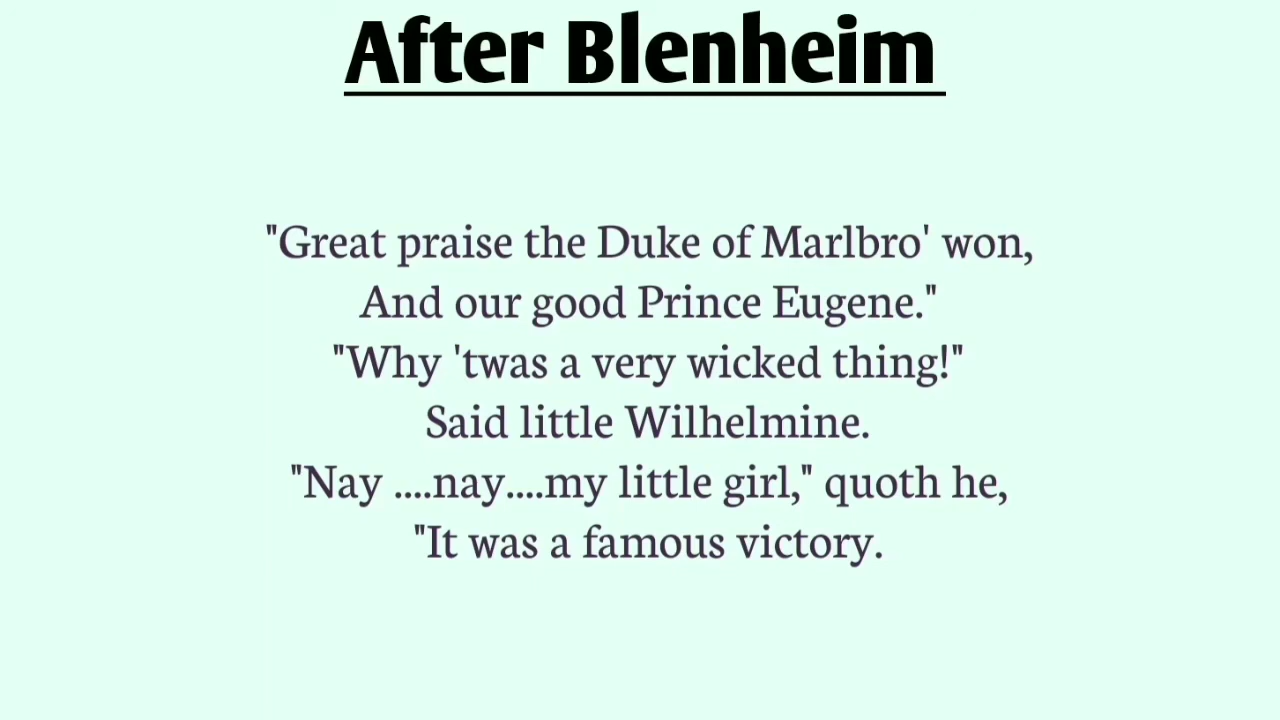 After Blenheim
"Great praise the Duke of Marlbro' won,
And our good Prince Eugene."
"Why 'twas a very wicked thing!"
Said little Wilhelmine.
"Nay ....nay....my little girl," quoth he,
"It was a famous victory.